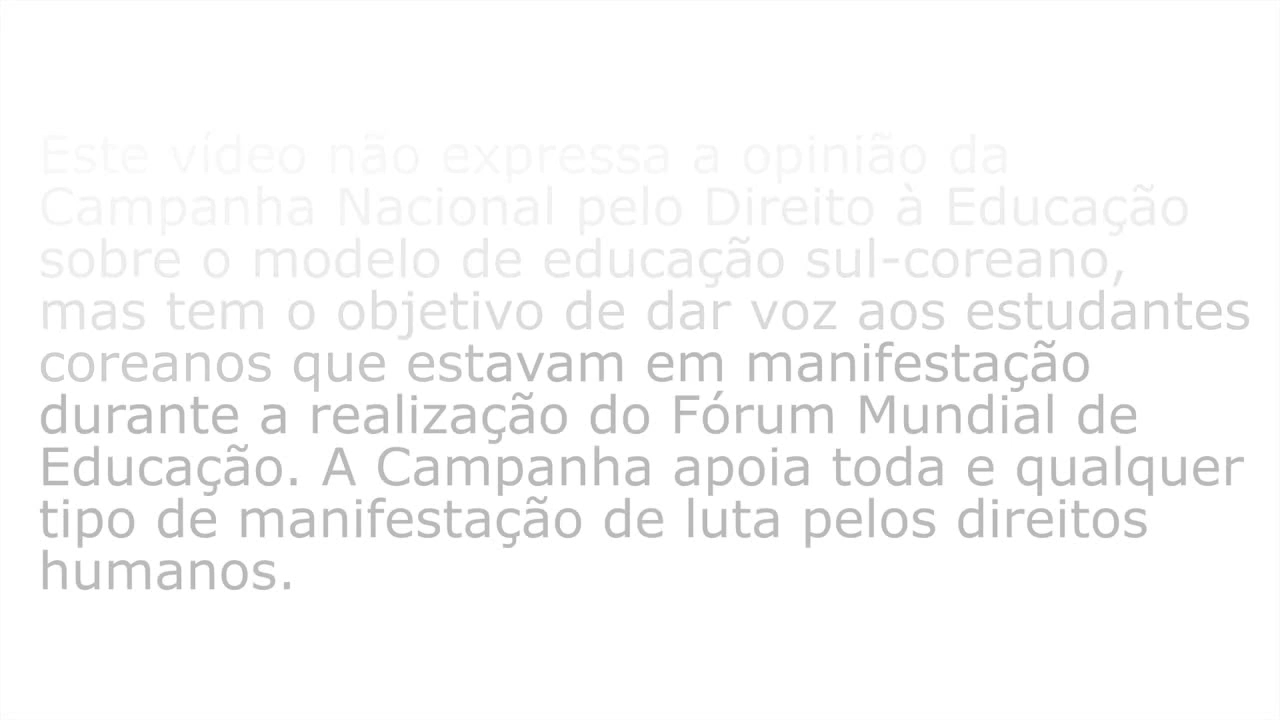 Este vídeo não expressa a opinião da
Campanha Nacional pelo Direito à Educação
sobre o modelo de educação sul-coreano,
mas tem o objetivo de dar voz aos estudantes
coreanos que estavam em manifestação
durante a realização do Fórum Mundial de
Educação. A Campanha apoia toda e qualquer
tipo de manifestação de luta pelos direitos
humanos.